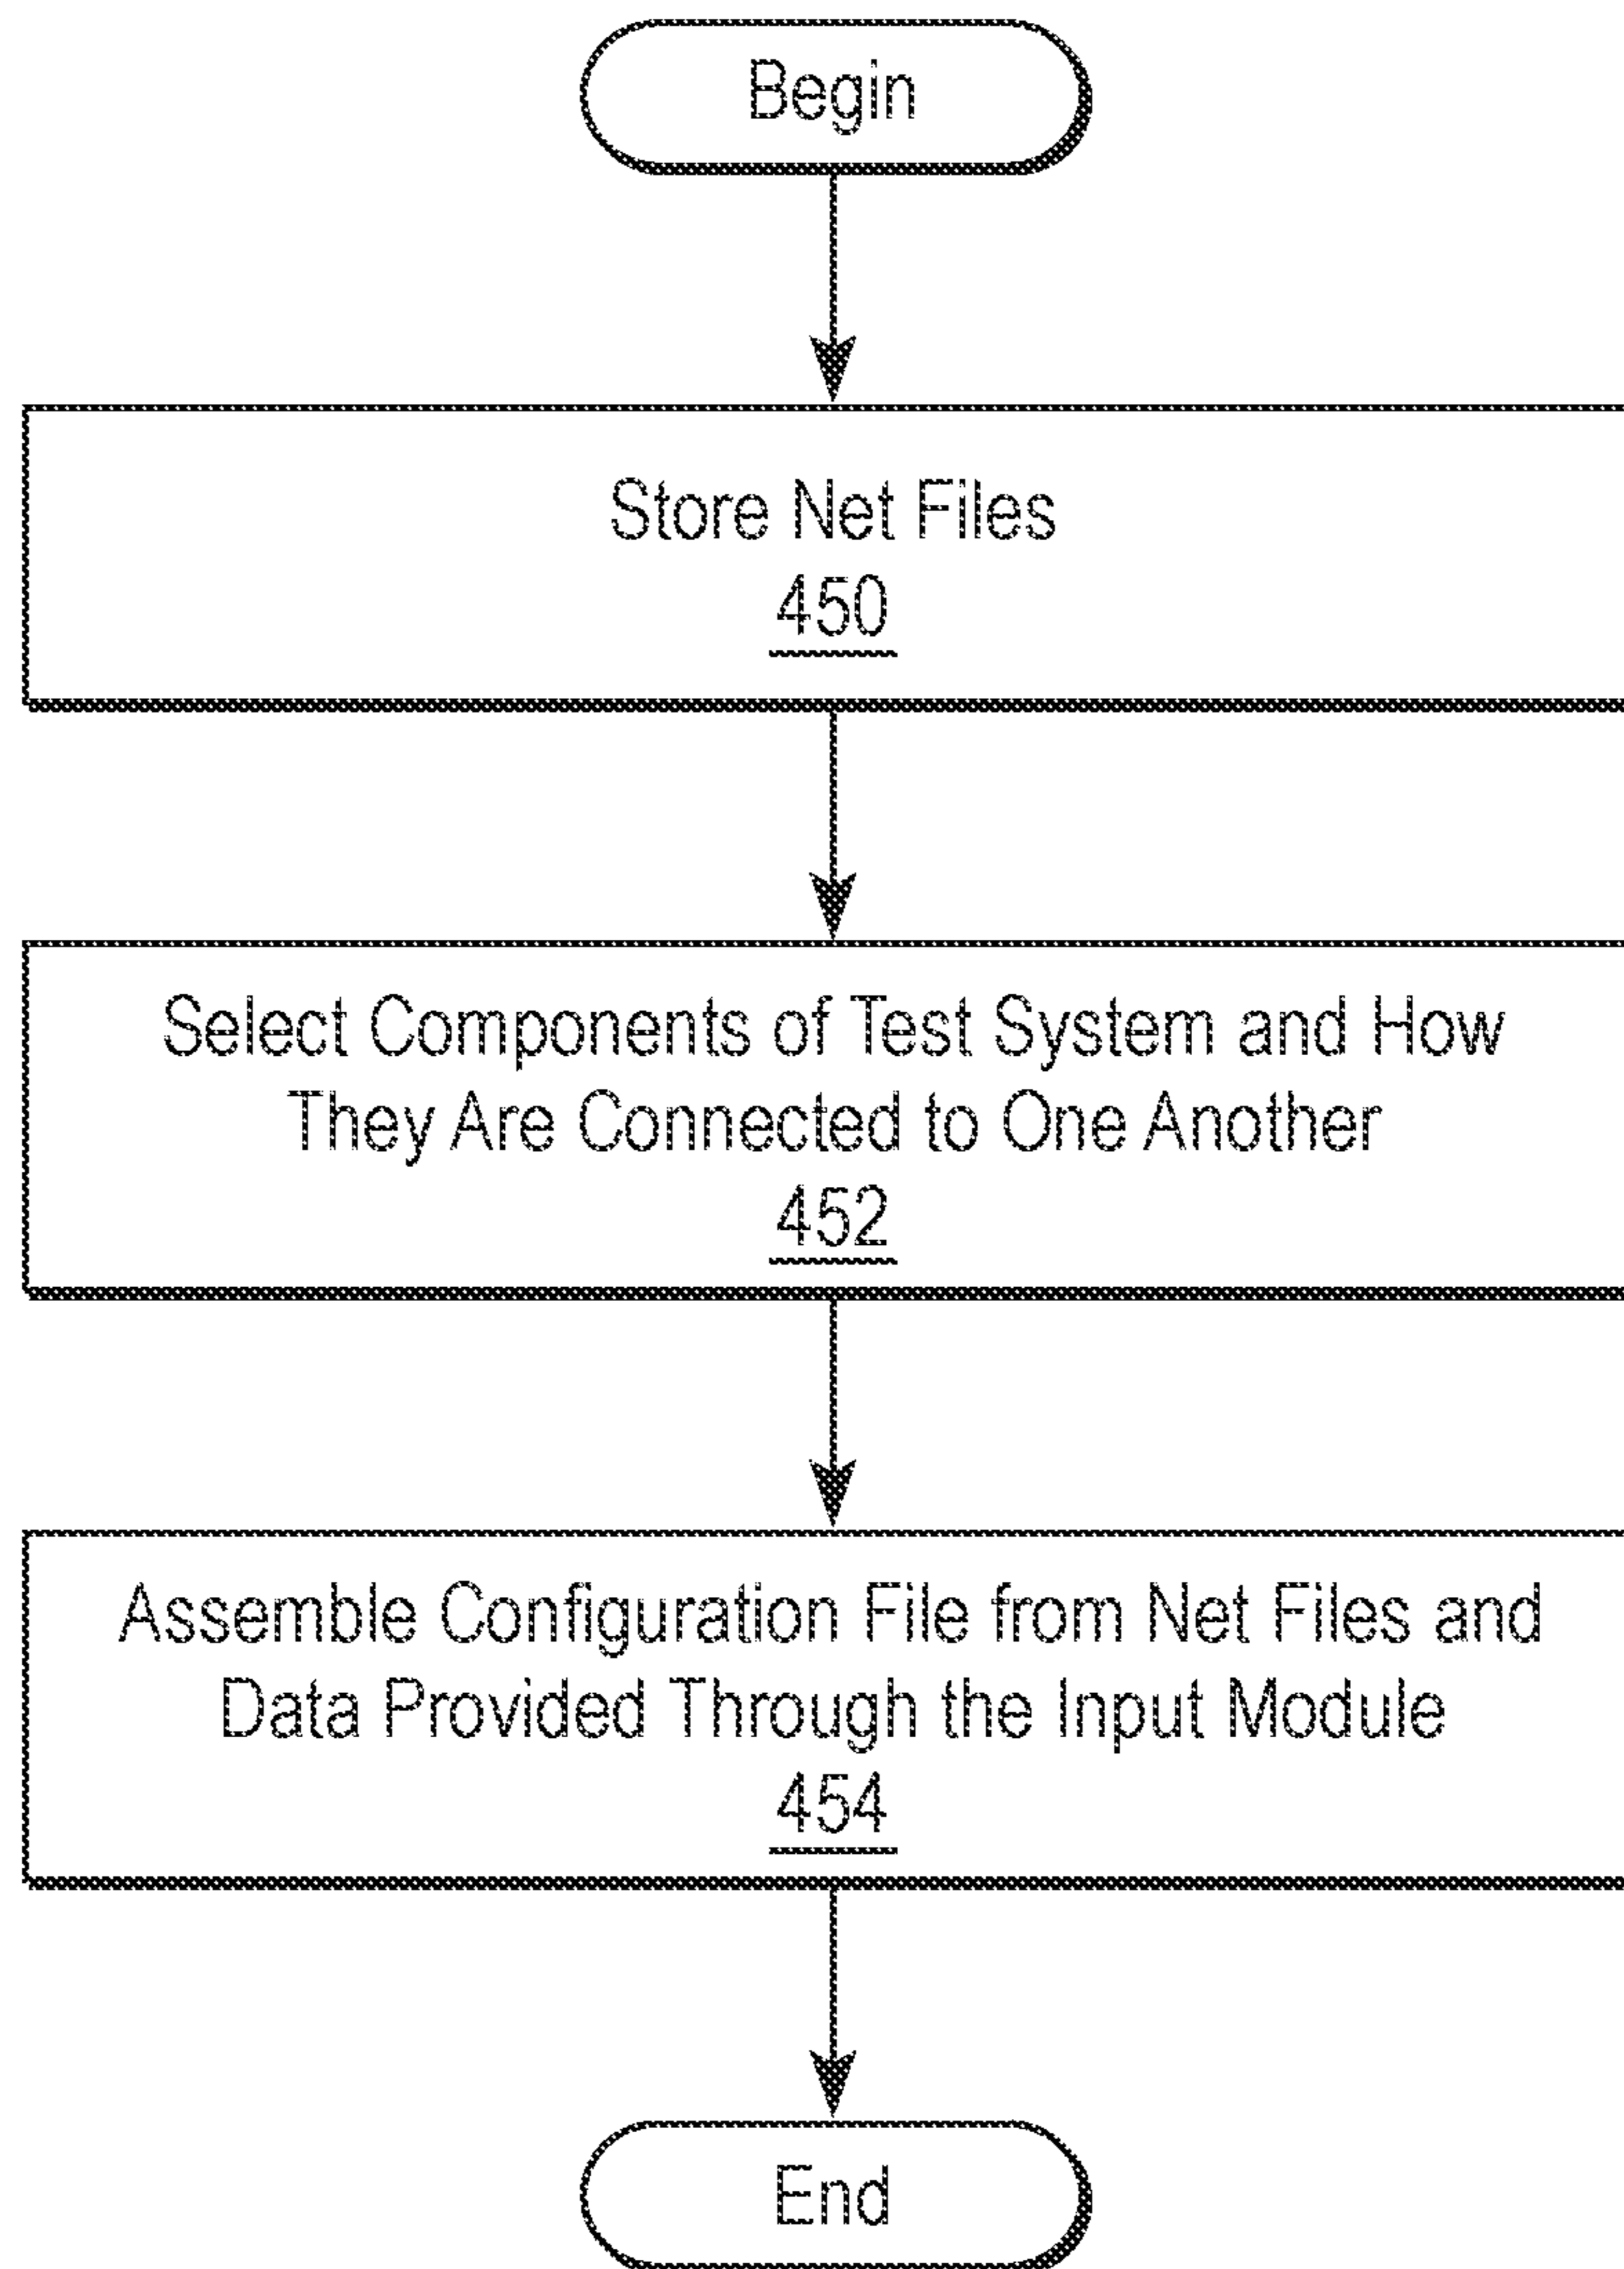 Begin
Store Net Files
450
Select Components of Test System and How
They Are Connected to One Another
452
Assemble Configuration File from Net Files and
Data Provided Through the Input Module
454
End